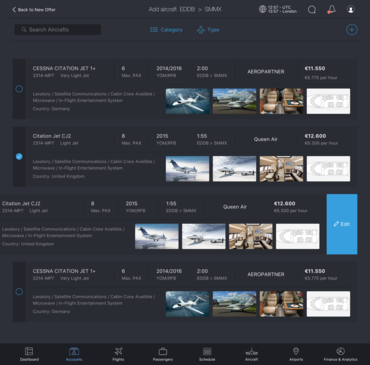 Back to New Offer
Add aircraft EDDB > SMMX
12:57 - UTC
13:57 - London
Search Aircrafts
Category
Type
CESSNA CITATION JET 1+
2314-MPT Very Light Jet
6
Max. PAX
2014/2016
YOM/RFB
2:00
EDDB > SMMX
AEROPARTNER
€11.550
€5,775 per hour
Lavatory / Satellite Communications / Cabin Crew Avalible /
Microwave / In-Flight Entertainment System
Country: Germany
Citation Jet CJ2
2314-MPT Light Jet
8
Max. PAX
2015
YOM/RFB
1:55
EDDB > SMMX
Queen Air
€12.600
€6,300 per hour
Lavatory / Satellite Communications / Cabin Crew Avalible /
Microwave / In-Flight Entertainment System
Country: United Kingdom
Citation Jet CJ2
2314-MPT Light Jet
8
Max. PAX
2015
YOM/RFB
1:55
EDDB > SMMX
Queen Air
€12.600
€6,300 per hour
Lavatory / Satellite Communications / Cabin Crew Avalible /
Microwave / In-Flight Entertainment System
Country: United Kingdom
Edit
CESSNA CITATION JET 1+
2314-MPT Very Light Jet
6
Max. PAX
2014/2016
YOM/RFB
2:00
EDDB > SMMX
AEROPARTNER
€11.550
€5,775 per hour
Lavatory / Satellite Communications / Cabin Crew Avalible /
Microwave / In-Flight Entertainment System
Country: Germany
Dashboard
Accounts
Flights
Passengers
Schedule
Aircraft
Airports
Finance & Analytics